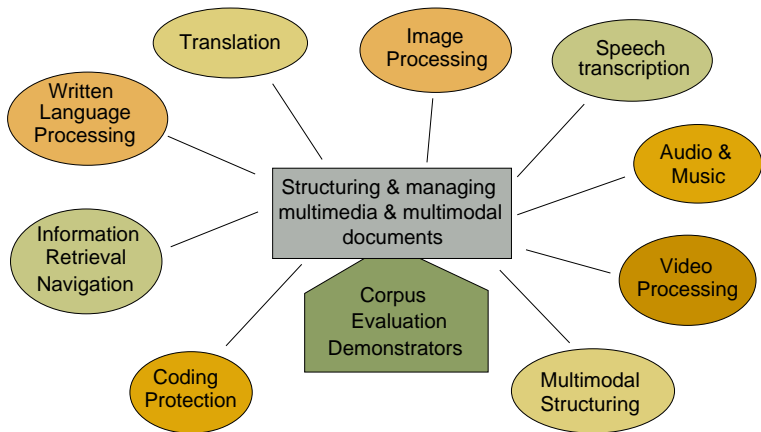 Translation
Image
Processing
Speech
transcription
Written
Language
Processing
Audio &
Music
Structuring & managing
multimedia & multimodal
documents
Information
Retrieval
Navigation
Video
Processing
Corpus
Evaluation
Demonstrators
Coding
Protection
Multimodal
Structuring